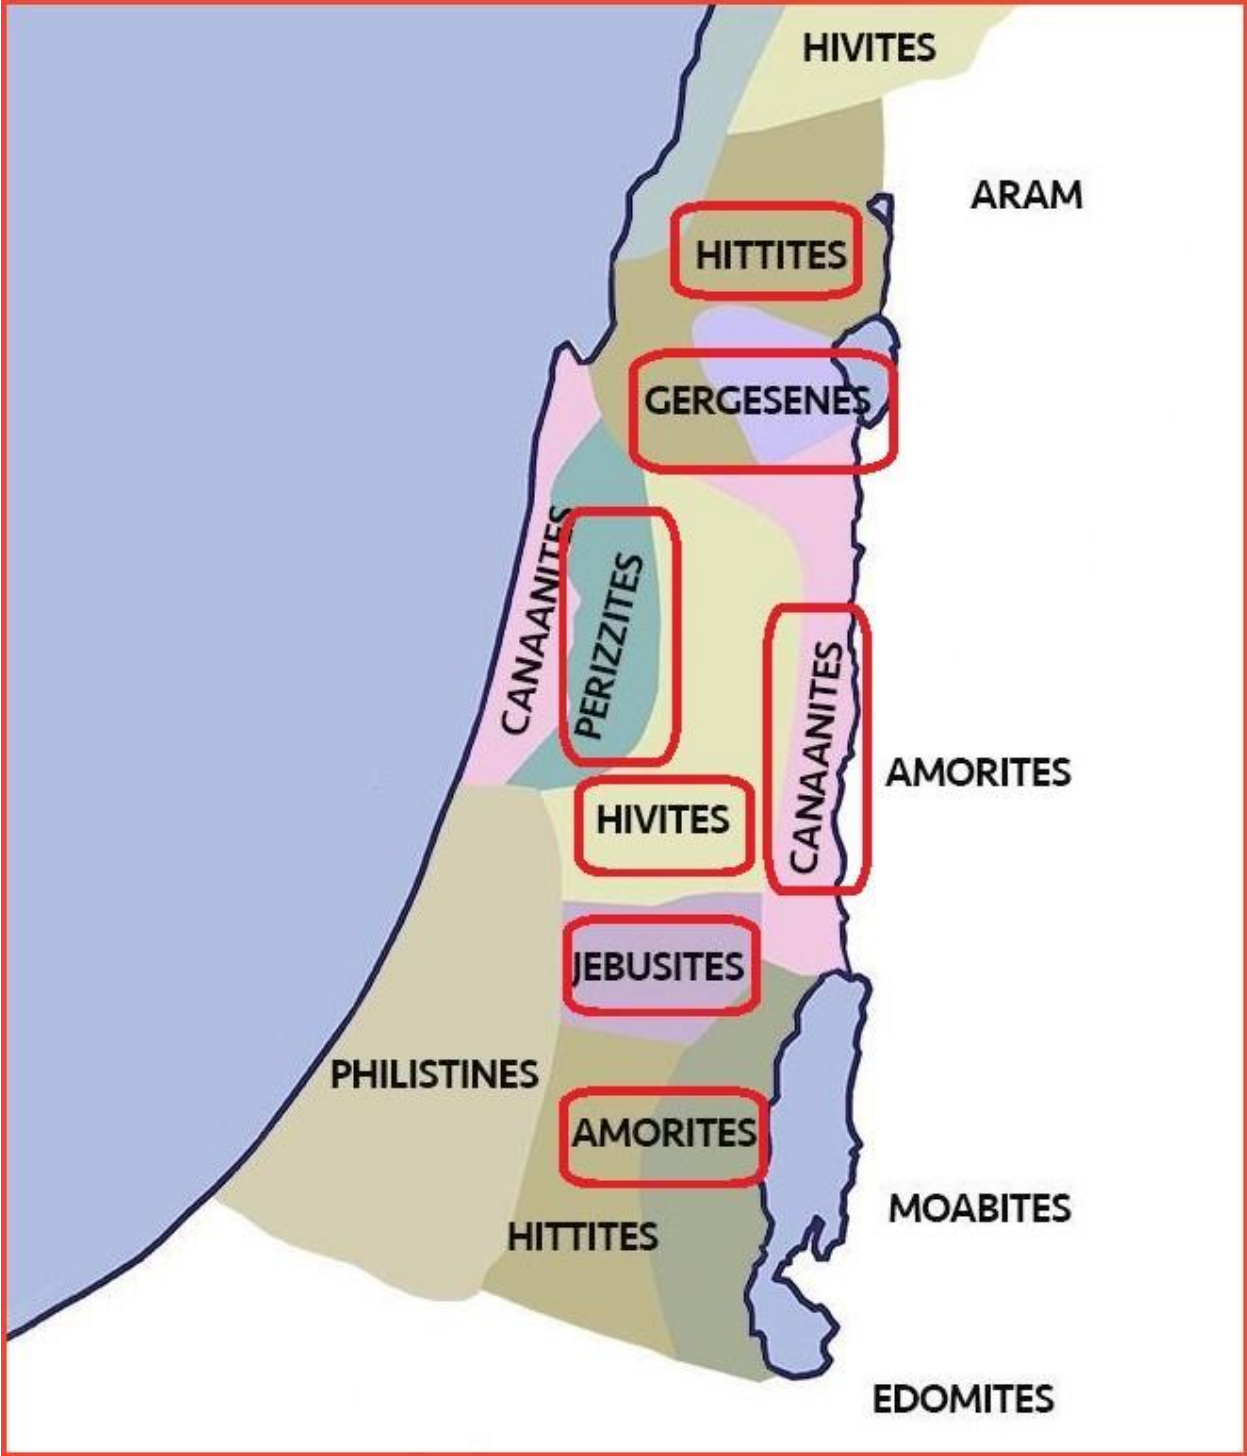 HIVITES
ARAM
HITTITES
GERGESENES
CANAANITES
PERIZZITES
CANAANITES
AMORITES
HIVITES
JEBUSITES
PHILISTINES
AMORITES
MOABITES
HITTITES
EDOMITES